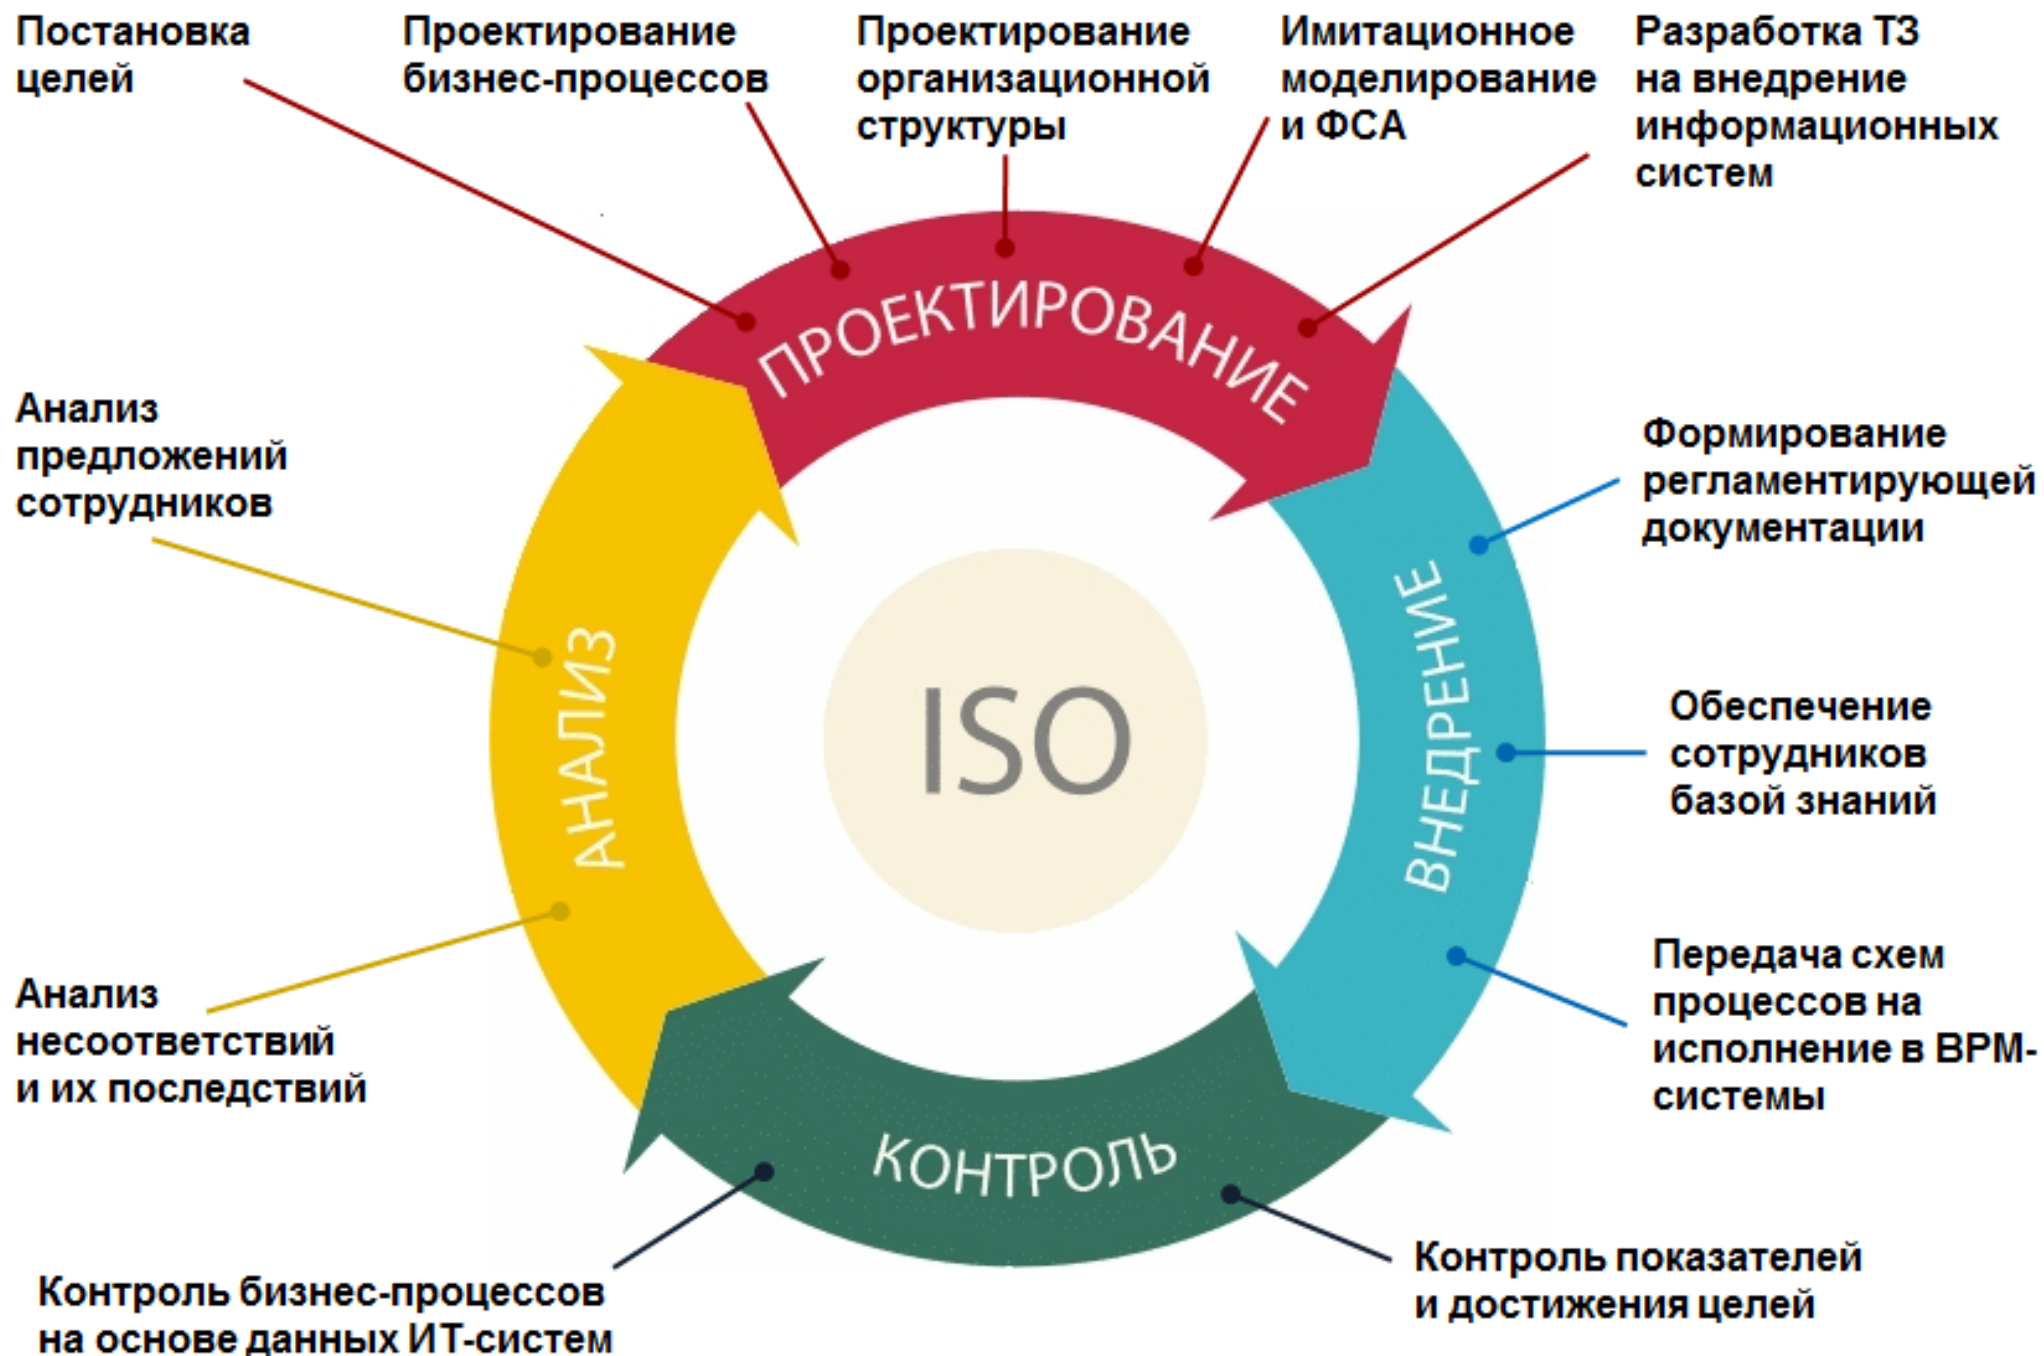 Постановка
целей
Проектирование
бизнес-процессов
Проектирование
организационной
структуры
Имитационное
моделирование
и ФСА
Разработка ТЗ
на внедрение
информационных
систем
ПРОЕКТИРОВАНИЕ
Формирование
регламентирующей
документации
ВНЕДРЕНИЕ
Обеспечение
сотрудников
базой знаний
Передача схем
процессов на
исполнение в BPM-
системы
КОНТРОЛЬ
Контроль показателей
и достижения целей
Контроль бизнес-процессов
на основе данных ИТ-систем
АНАЛИЗ
Анализ
несоответствий
и их последствий
Анализ
предложений
сотрудников
ISO